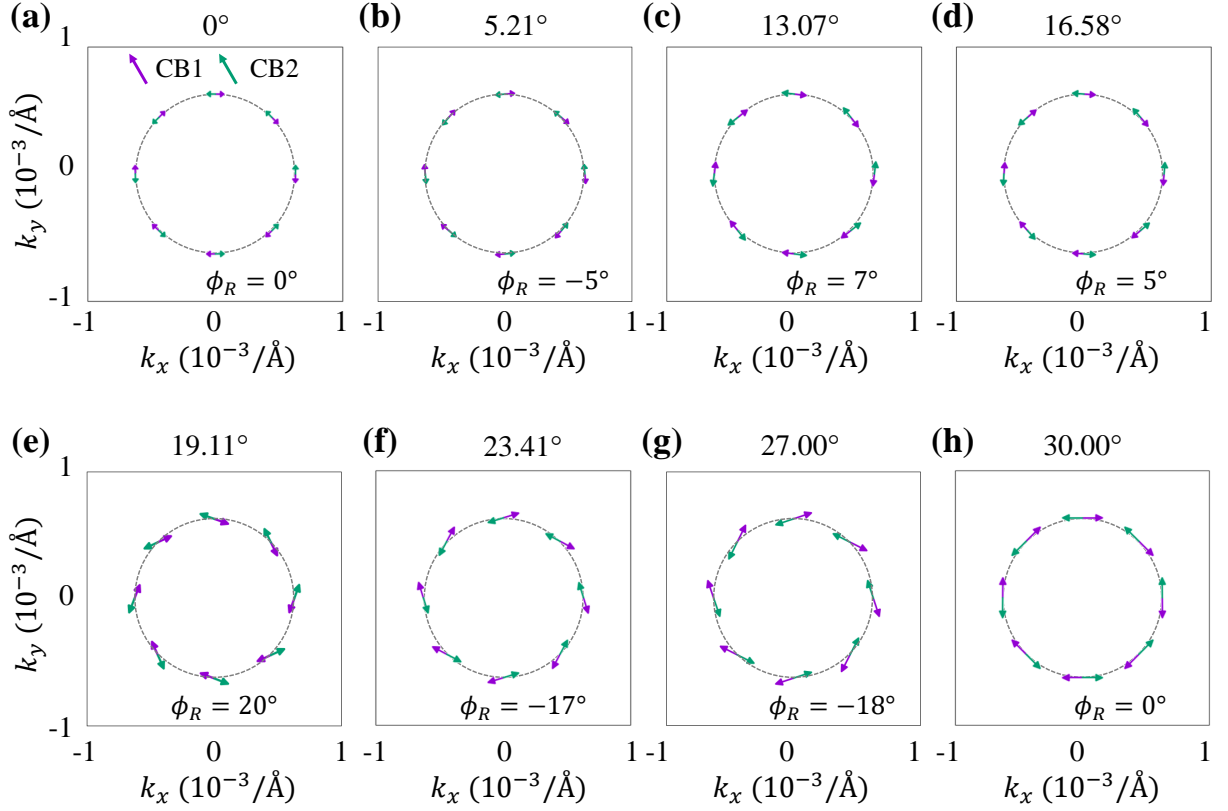 (a) 0° (b) 5.21° (c) 13.07° (d) 16.58°
1
CB1 CB2
0
k_y (10⁻³/Å)
ϕ_R = 0° ϕ_R = −5° ϕ_R = 7° ϕ_R = 5°
-1
-1 0 1 -1 0 1 -1 0 1 -1 0 1
k_x (10⁻³/Å) k_x (10⁻³/Å) k_x (10⁻³/Å) k_x (10⁻³/Å)
(e) 19.11° (f) 23.41° (g) 27.00° (h) 30.00°
1
0
k_y (10⁻³/Å)
ϕ_R = 20° ϕ_R = −17° ϕ_R = −18° ϕ_R = 0°
-1
-1 0 1 -1 0 1 -1 0 1 -1 0 1
k_x (10⁻³/Å) k_x (10⁻³/Å) k_x (10⁻³/Å) k_x (10⁻³/Å)